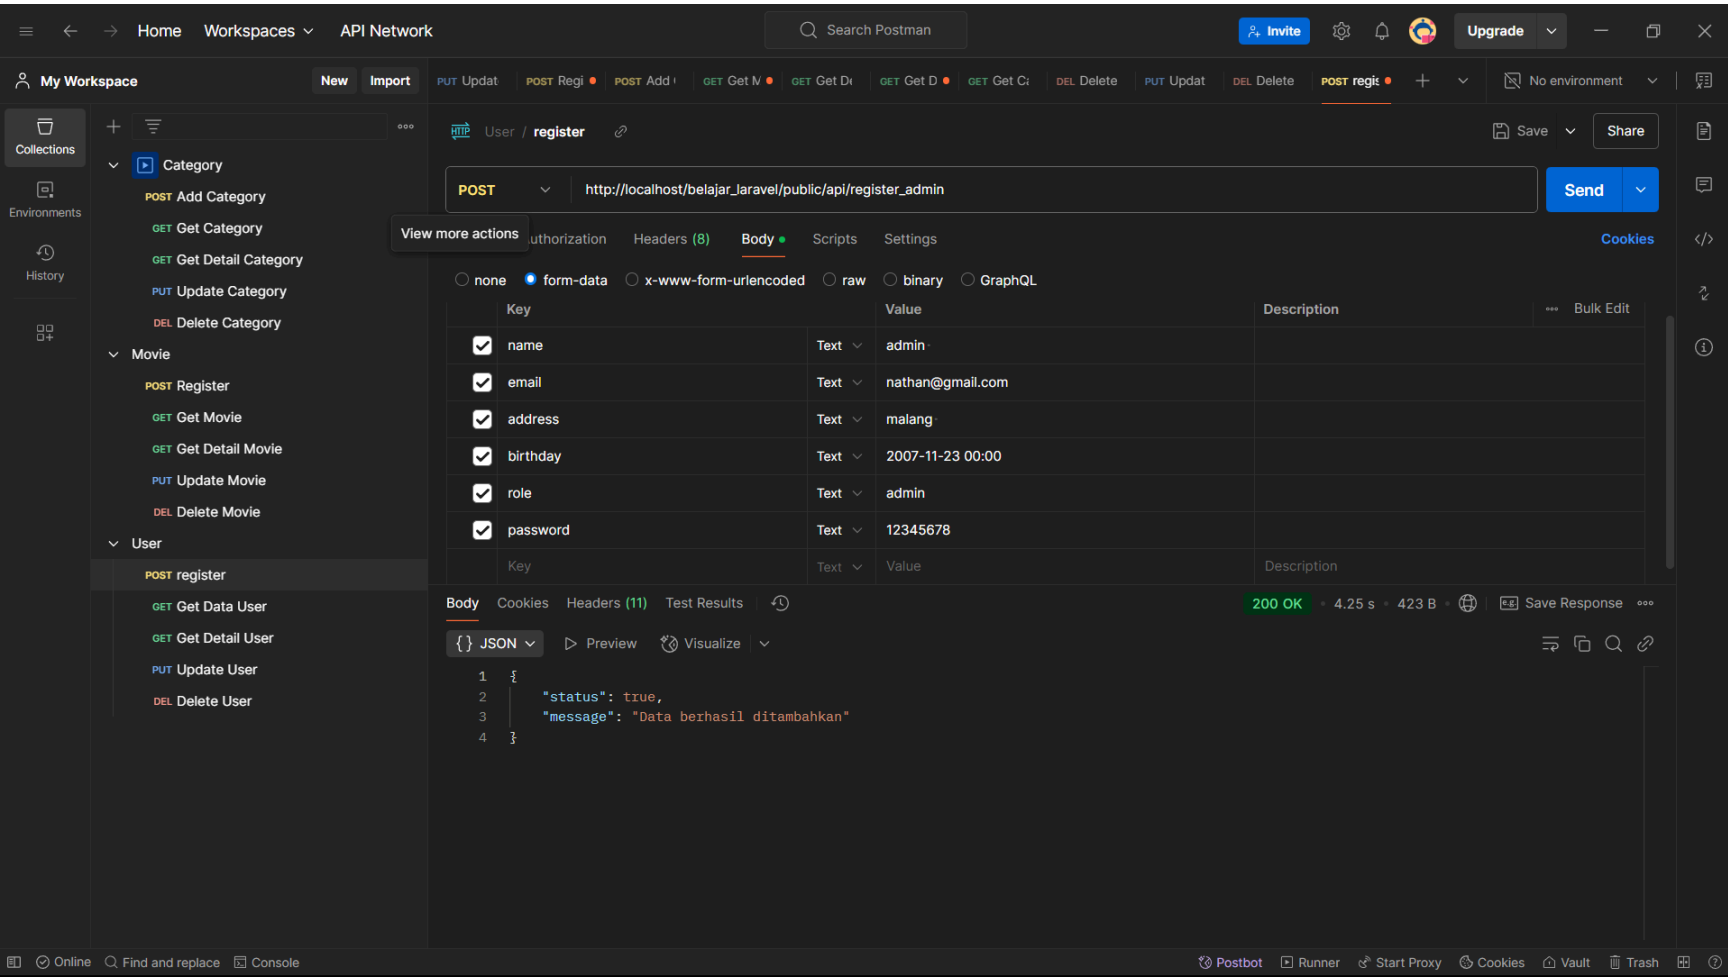 Home Workspaces API Network Search Postman Invite Upgrade
My Workspace New Import PUT Updat POST Regi POST Add GET Get M GET Get De GET Get D GET Get Ca DEL Delete PUT Updat DEL Delete POST regis No environment
Collections
Environments
History
Category
POST Add Category
GET Get Category
GET Get Detail Category
PUT Update Category
DEL Delete Category
Movie
POST Register
GET Get Movie
GET Get Detail Movie
PUT Update Movie
DEL Delete Movie
User
POST register
GET Get Data User
GET Get Detail User
PUT Update User
DEL Delete User
HTTP User / register Save Share
POST http://localhost/belajar_laravel/public/api/register_admin Send
View more actions
uthorization Headers (8) Body Scripts Settings Cookies
none form-data x-www-form-urlencoded raw binary GraphQL
Key Value Description Bulk Edit
name Text admin
email Text nathan@gmail.com
address Text malang
birthday Text 2007-11-23 00:00
role Text admin
password Text 12345678
Key Text Value Description
Body Cookies Headers (11) Test Results 200 OK 4.25 s 423 B e.g. Save Response
{} JSON Preview Visualize
1 {
2 "status": true,
3 "message": "Data berhasil ditambahkan"
4 }
Online Find and replace Console Postbot Runner Start Proxy Cookies Vault Trash